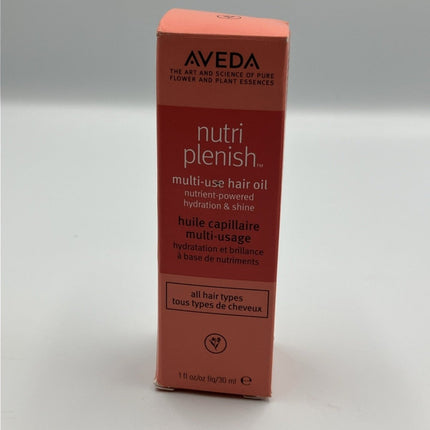 AVEDA
THE ART AND SCIENCE OF PURE
FLOWER AND PLANT ESSENCES
nutri
plenish™
multi-use hair oil
nutrient-powered
hydration & shine
huile capillaire
multi-usage
hydratation et brillance
à base de nutriments
all hair types
tous types de cheveux
1 fl oz/oz liq/30 ml ℮